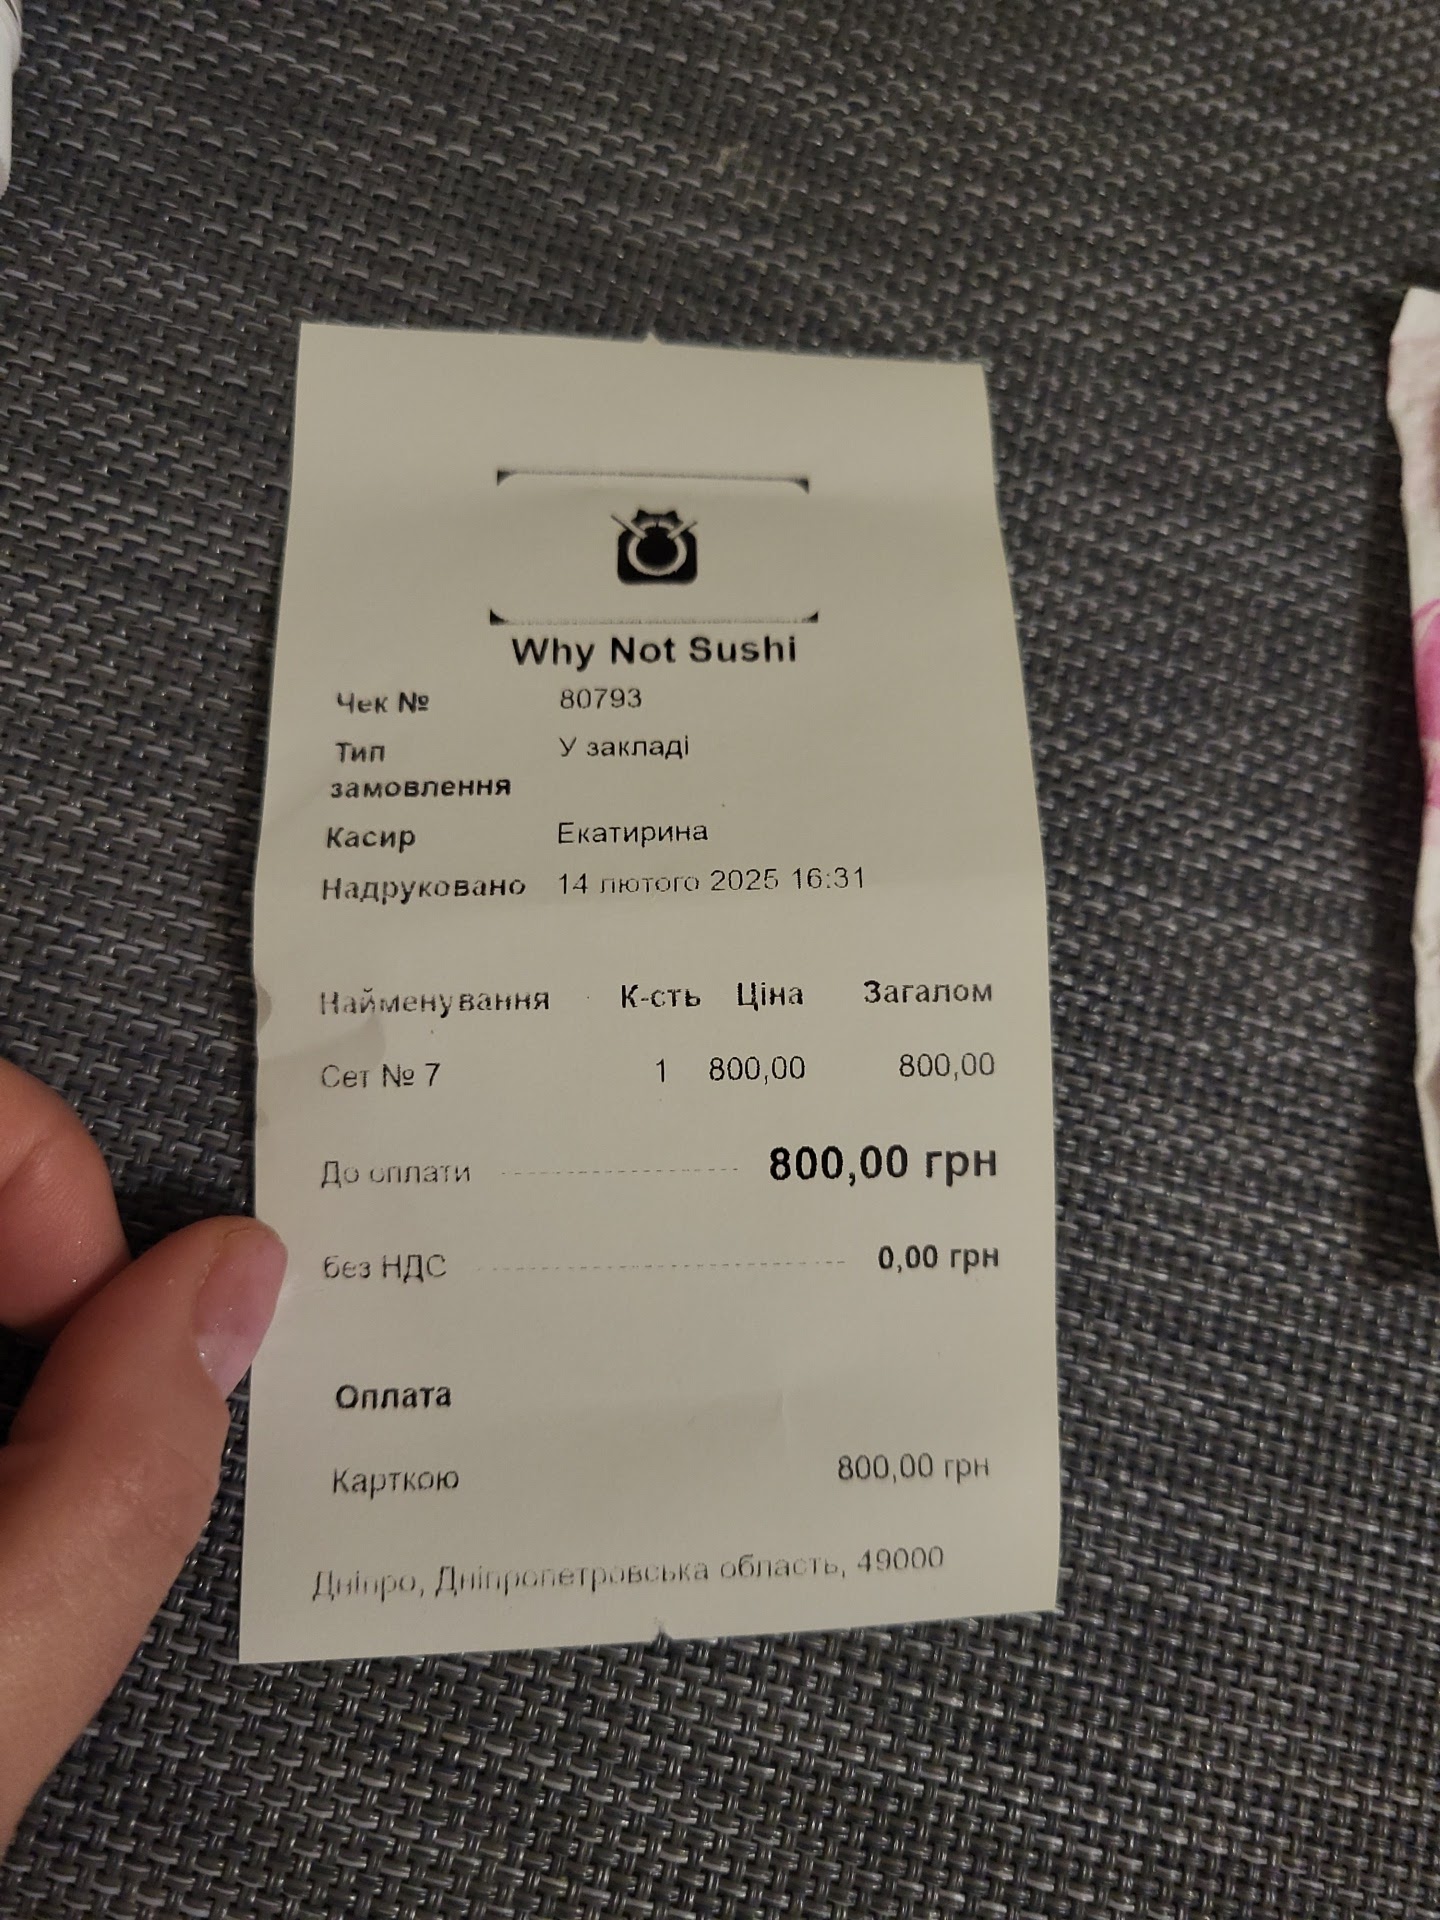 Why Not Sushi
Чек № 80793
Тип У закладі
замовлення
Касир Екатирина
Надруковано 14 лютого 2025 16:31
Найменування К-сть Ціна Загалом
Сет № 7 1 800,00 800,00
До оплати 800,00 грн
без НДС 0,00 грн
Оплата
Карткою 800,00 грн
Дніпро, Дніпропетровська область, 49000